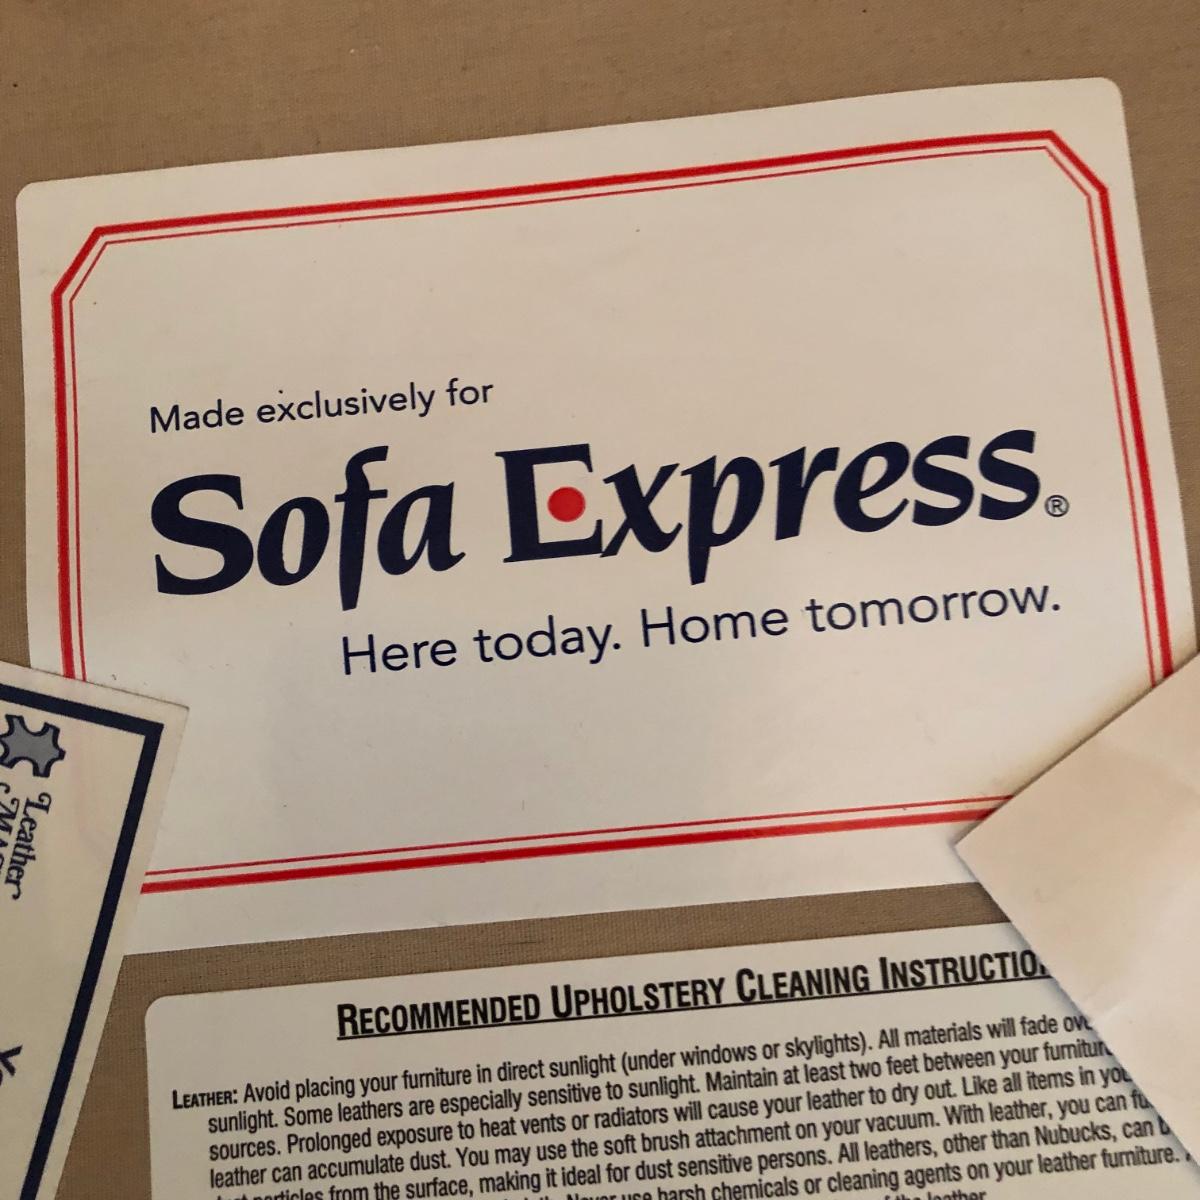 Made exclusively for
Sofa Express®
Here today. Home tomorrow.
Leather
RECOMMENDED UPHOLSTERY CLEANING
LEATHER: Avoid placing your furniture in direct sunlight (under windows or skylights). All materials will fade
sunlight. Some leathers are especially sensitive to sunlight. Maintain at least two feet between your
sources. Prolonged exposure to heat vents or radiators will cause your leather to dry out. Like all items in
leather can accumulate dust. You may use the soft brush attachment on your vacuum. With leather, you can
particles from the surface, making it ideal for dust sensitive persons. All leathers, other than Nubucks, can
Never use harsh chemicals or cleaning agents on your leather furniture.
the leather